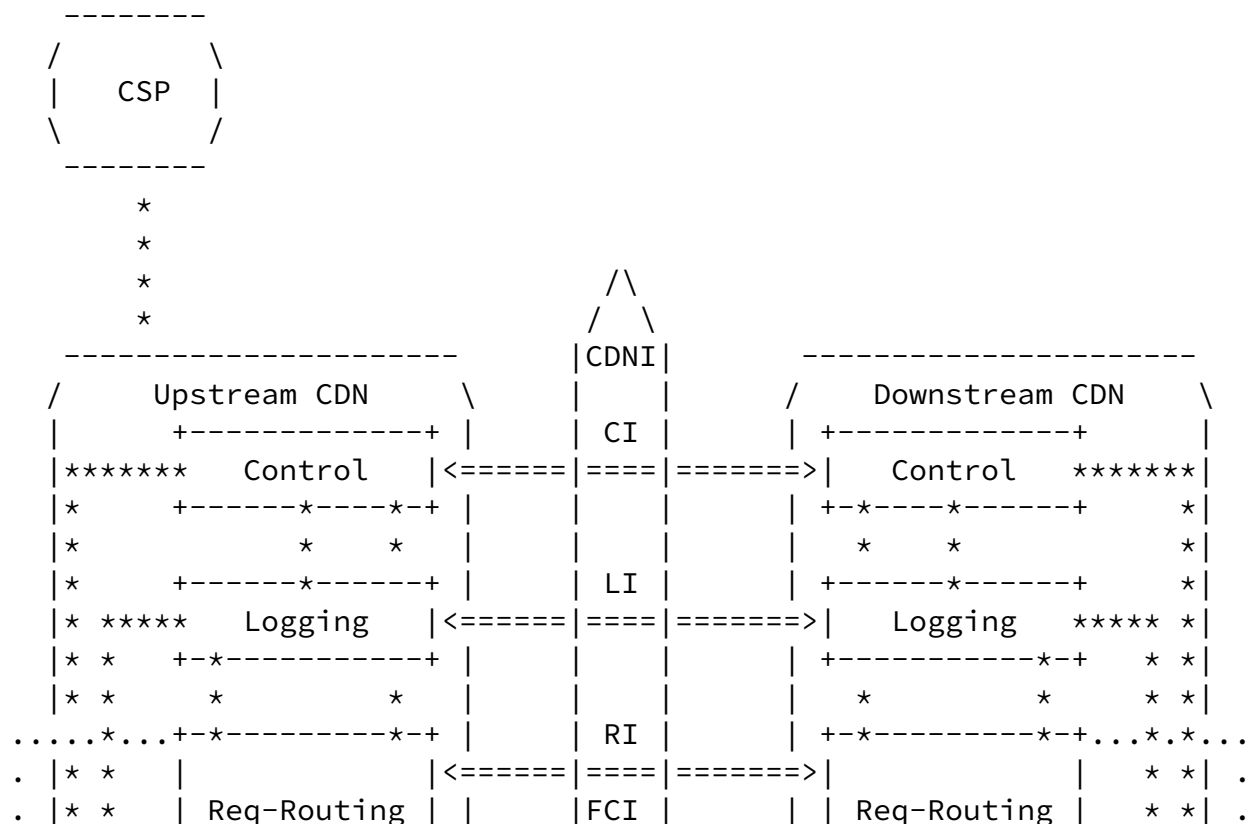 CSP
CDNI
Upstream CDN Downstream CDN
CI
Control Control
LI
Logging Logging
RI
Req-Routing FCI Req-Routing